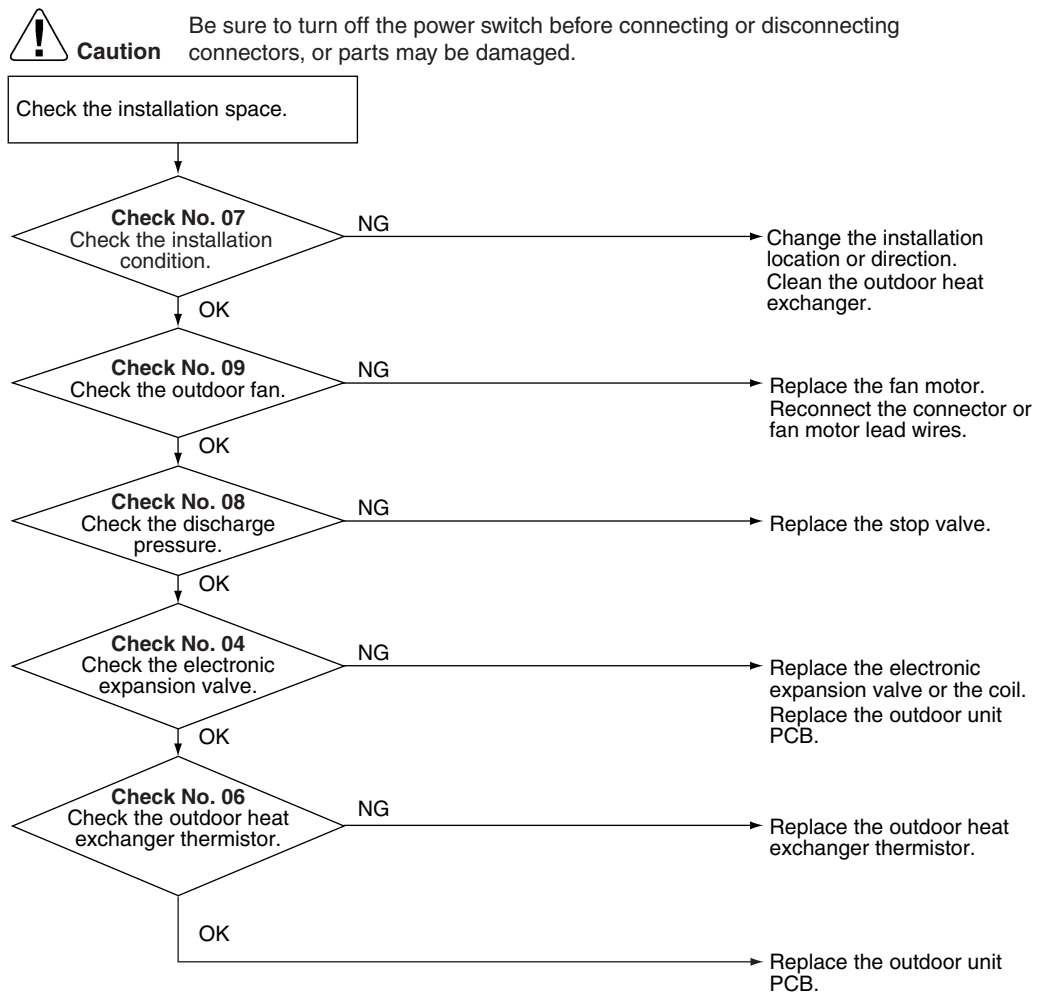 Be sure to turn off the power switch before connecting or disconnecting
Caution connectors, or parts may be damaged.
Check the installation space.
Check No. 07
Check the installation
condition.
NG
Change the installation
location or direction.
Clean the outdoor heat
exchanger.
OK
Check No. 09
Check the outdoor fan.
NG
Replace the fan motor.
Reconnect the connector or
fan motor lead wires.
OK
Check No. 08
Check the discharge
pressure.
NG
Replace the stop valve.
OK
Check No. 04
Check the electronic
expansion valve.
NG
Replace the electronic
expansion valve or the coil.
Replace the outdoor unit
PCB.
OK
Check No. 06
Check the outdoor heat
exchanger thermistor.
NG
Replace the outdoor heat
exchanger thermistor.
OK
Replace the outdoor unit
PCB.